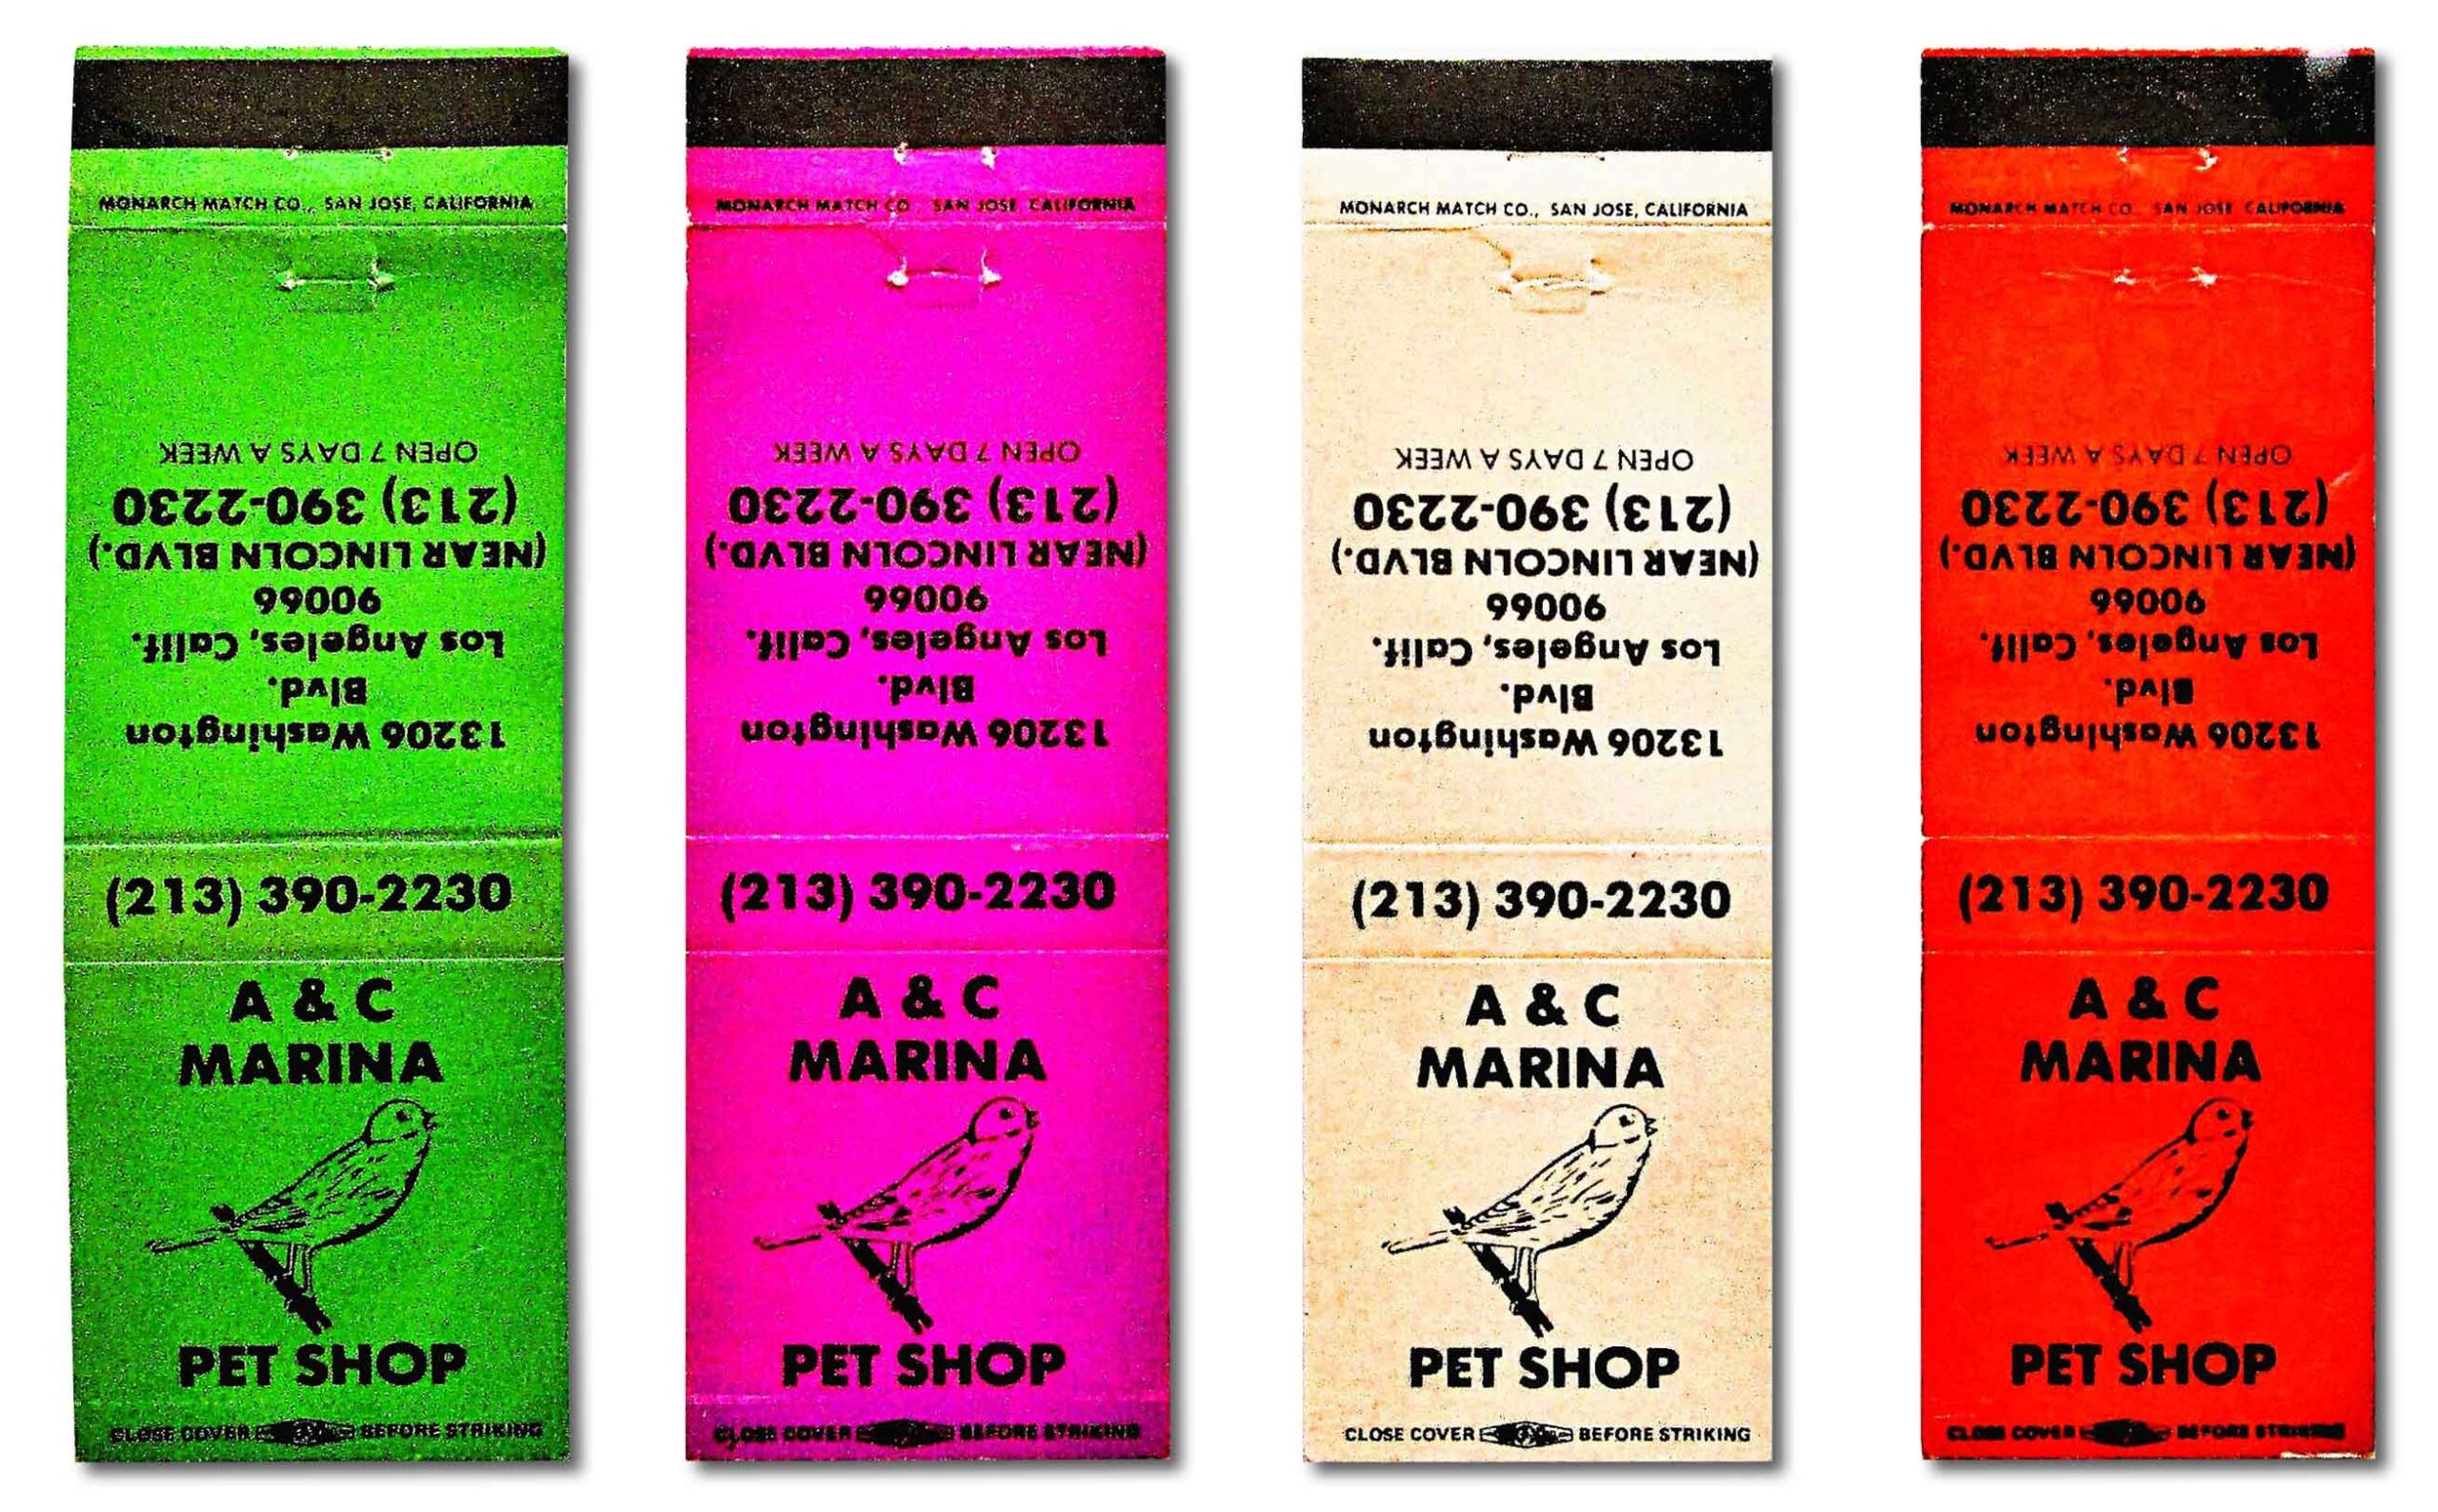 MONARCH MATCH CO., SAN JOSE, CALIFORNIA
OPEN 7 DAYS A WEEK
(213) 390-2230
(NEAR LINCOLN BLVD.)
90066
Los Angeles, Calif.
Blvd.
13206 Washington
(213) 390-2230
A & C
MARINA
PET SHOP
CLOSE COVER BEFORE STRIKING
MONARCH MATCH CO., SAN JOSE, CALIFORNIA
OPEN 7 DAYS A WEEK
(213) 390-2230
(NEAR LINCOLN BLVD.)
90066
Los Angeles, Calif.
Blvd.
13206 Washington
(213) 390-2230
A & C
MARINA
PET SHOP
CLOSE COVER BEFORE STRIKING
MONARCH MATCH CO., SAN JOSE, CALIFORNIA
OPEN 7 DAYS A WEEK
(213) 390-2230
(NEAR LINCOLN BLVD.)
90066
Los Angeles, Calif.
Blvd.
13206 Washington
(213) 390-2230
A & C
MARINA
PET SHOP
CLOSE COVER BEFORE STRIKING
MONARCH MATCH CO., SAN JOSE, CALIFORNIA
OPEN 7 DAYS A WEEK
(213) 390-2230
(NEAR LINCOLN BLVD.)
90066
Los Angeles, Calif.
Blvd.
13206 Washington
(213) 390-2230
A & C
MARINA
PET SHOP
CLOSE COVER BEFORE STRIKING